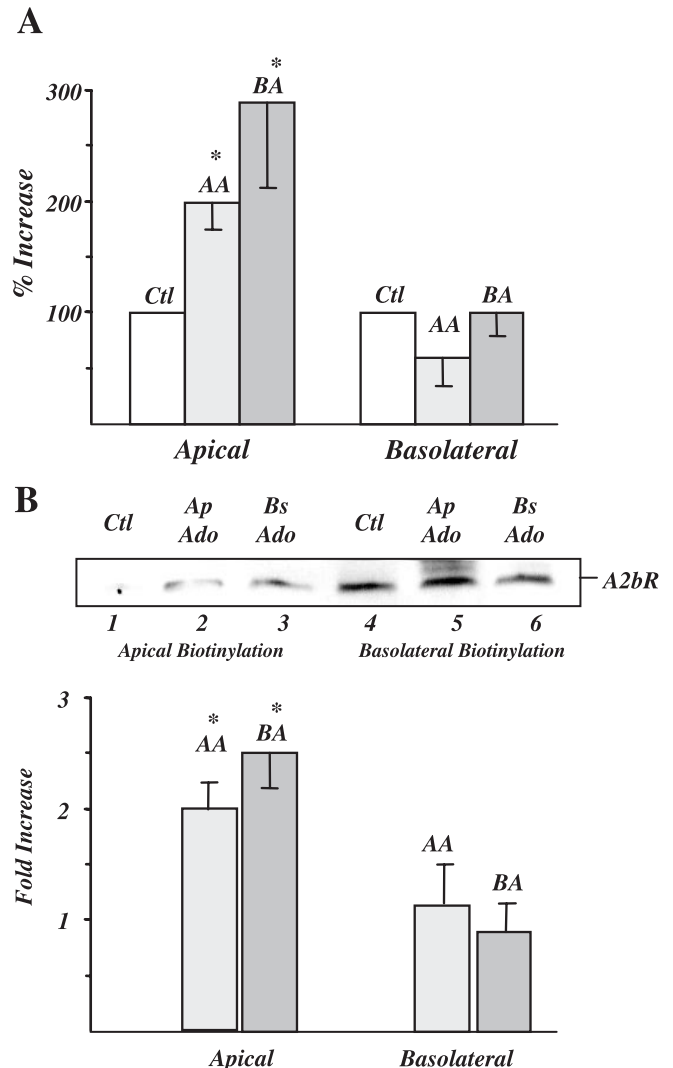 A
*
BA
300
*
AA
200
% Increase
Ctl
Ctl
BA
AA
100
Apical
Basolateral
B
Ctl
Ap
Ado
Bs
Ado
Ctl
Ap
Ado
Bs
Ado
A2bR
1 2 3 4 5 6
Apical Biotinylation
Basolateral Biotinylation
3
*
*
AA
BA
2
Fold Increase
AA
BA
1
Apical
Basolateral